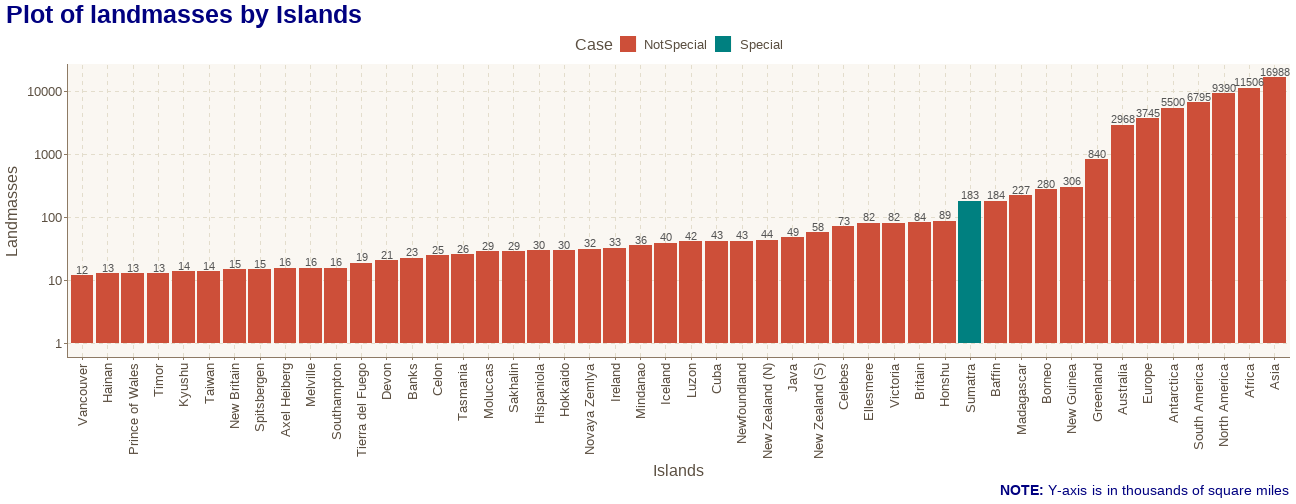 Plot of landmasses by Islands
Case NotSpecial Special
Landmasses
10000
1000
100
10
1
12 13 13 13 14 14 15 15 16 16 16 19 21 23 25 26 29 29 30 30 32 33 36 40 42 43 43 44 49 58 73 82 82 84 89 183 184 227 280 306 840 2968 3745 5500 6795 9390 11506 16988
Vancouver
Hainan
Prince of Wales
Timor
Kyushu
Taiwan
New Britain
Spitsbergen
Axel Heiberg
Melville
Southampton
Tierra del Fuego
Devon
Banks
Celon
Tasmania
Moluccas
Sakhalin
Hispaniola
Hokkaido
Novaya Zemlya
Ireland
Mindanao
Iceland
Luzon
Cuba
Newfoundland
New Zealand (N)
Java
New Zealand (S)
Celebes
Ellesmere
Victoria
Britain
Honshu
Sumatra
Baffin
Madagascar
Borneo
New Guinea
Greenland
Australia
Europe
Antarctica
South America
North America
Africa
Asia
Islands
NOTE: Y-axis is in thousands of square miles